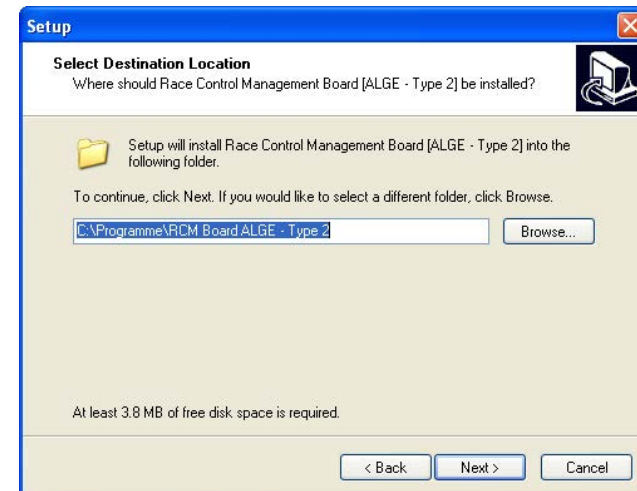 Setup
Select Destination Location
Where should Race Control Management Board [ALGE - Type 2] be installed?
Setup will install Race Control Management Board [ALGE - Type 2] into the
following folder.
To continue, click Next. If you would like to select a different folder, click Browse.
C:\Programme\RCM Board ALGE - Type 2
Browse...
At least 3.8 MB of free disk space is required.
< Back
Next >
Cancel